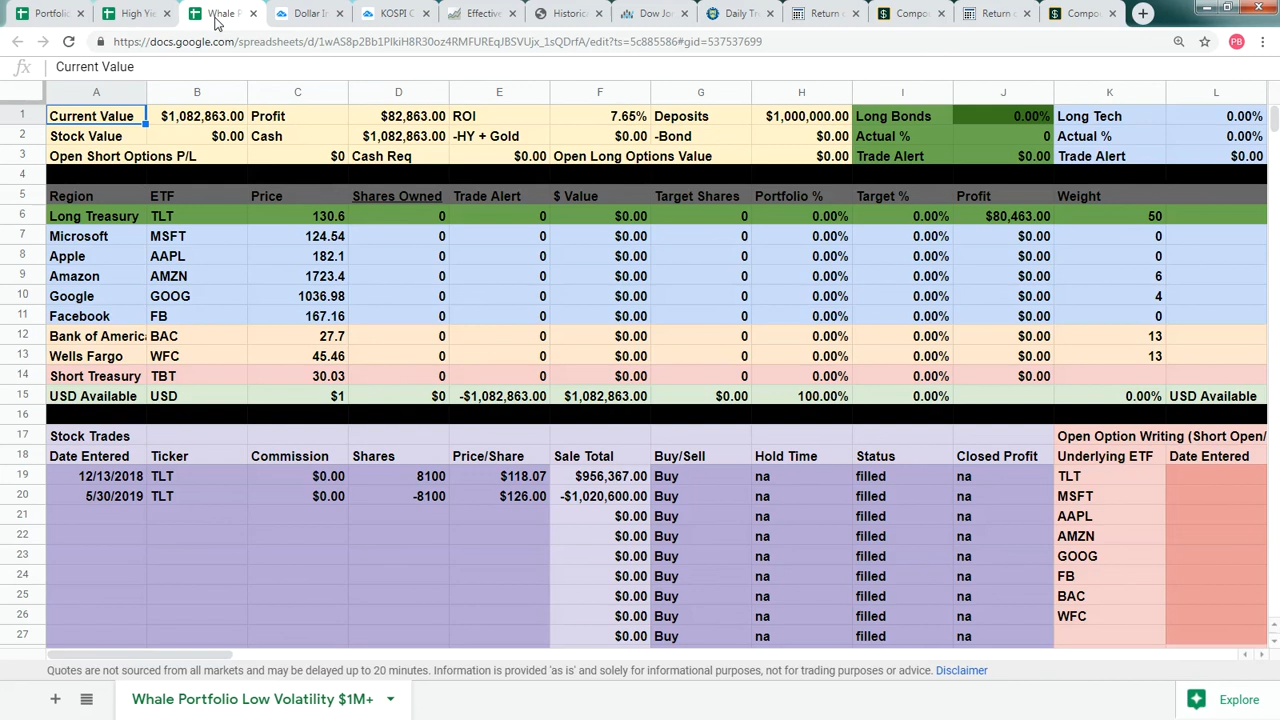 Portfolic High Yie Whale P Dollar In KOSPI C Effective Historica Dow Jo Daily Tr Return o Compo Return o Compou
https://docs.google.com/spreadsheets/d/1wAS8p2Bb1PIkiH8R30oz4RMFUREqJBSVUjx_1sQDrfA/edit?ts=5c885586#gid=537537699 PB
fx Current Value
A B C D E F G H I J K L
1 Current Value $1,082,863.00 Profit $82,863.00 ROI 7.65% Deposits $1,000,000.00 Long Bonds 0.00% Long Tech 0.00%
2 Stock Value $0.00 Cash $1,082,863.00 -HY + Gold $0.00 -Bond $0.00 Actual % 0 Actual % 0.00%
3 Open Short Options P/L $0 Cash Req $0.00 Open Long Options Value $0.00 Trade Alert $0.00 Trade Alert $0.00
4
5 Region ETF Price Shares Owned Trade Alert $ Value Target Shares Portfolio % Target % Profit Weight
6 Long Treasury TLT 130.6 0 0 $0.00 0 0.00% 0.00% $80,463.00 50
7 Microsoft MSFT 124.54 0 0 $0.00 0 0.00% 0.00% $0.00 0
8 Apple AAPL 182.1 0 0 $0.00 0 0.00% 0.00% $0.00 0
9 Amazon AMZN 1723.4 0 0 $0.00 0 0.00% 0.00% $0.00 6
10 Google GOOG 1036.98 0 0 $0.00 0 0.00% 0.00% $0.00 4
11 Facebook FB 167.16 0 0 $0.00 0 0.00% 0.00% $0.00 0
12 Bank of Americ BAC 27.7 0 0 $0.00 0 0.00% 0.00% $0.00 13
13 Wells Fargo WFC 45.46 0 0 $0.00 0 0.00% 0.00% $0.00 13
14 Short Treasury TBT 30.03 0 0 $0.00 0 0.00% 0.00% $0.00
15 USD Available USD $1 $0 -$1,082,863.00 $1,082,863.00 $0.00 100.00% 0.00% 0.00% USD Available
16
17 Stock Trades Open Option Writing (Short Open/
18 Date Entered Ticker Commission Shares Price/Share Sale Total Buy/Sell Hold Time Status Closed Profit Underlying ETF Date Entered
19 12/13/2018 TLT $0.00 8100 $118.07 $956,367.00 Buy na filled na TLT
20 5/30/2019 TLT $0.00 -8100 $126.00 -$1,020,600.00 Buy na filled na MSFT
21 $0.00 Buy na filled na AAPL
22 $0.00 Buy na filled na AMZN
23 $0.00 Buy na filled na GOOG
24 $0.00 Buy na filled na FB
25 $0.00 Buy na filled na BAC
26 $0.00 Buy na filled na WFC
27 $0.00 Buy na filled na
Quotes are not sourced from all markets and may be delayed up to 20 minutes. Information is provided 'as is' and solely for informational purposes, not for trading purposes or advice. Disclaimer
Whale Portfolio Low Volatility $1M+ Explore